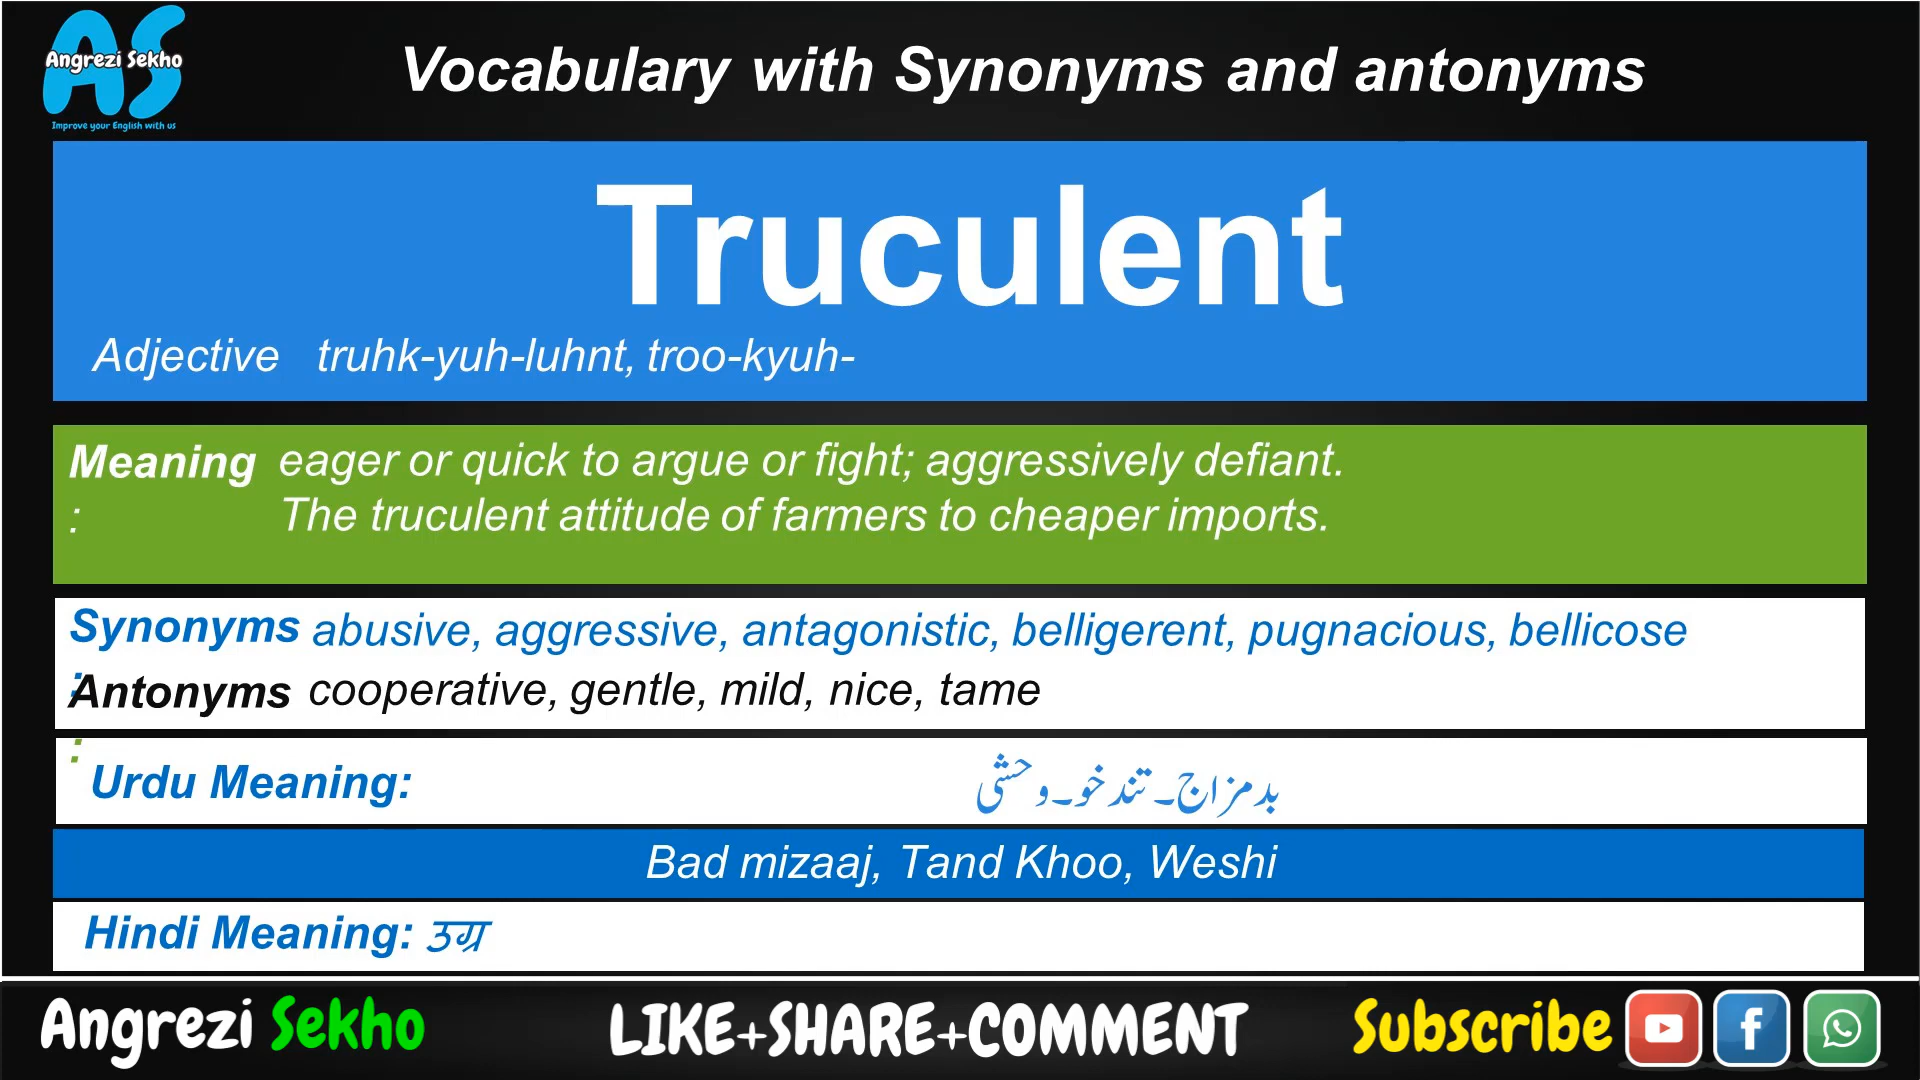 AS
Angrezi Sekho
Improve your English with us
Vocabulary with Synonyms and antonyms
Truculent
Adjective truhk-yuh-luhnt, troo-kyuh-
Meaning : eager or quick to argue or fight; aggressively defiant.
The truculent attitude of farmers to cheaper imports.
Synonyms : abusive, aggressive, antagonistic, belligerent, pugnacious, bellicose
Antonyms : cooperative, gentle, mild, nice, tame
Urdu Meaning: بدمزاج۔تندخو۔وحشی
Bad mizaaj, Tand Khoo, Weshi
Hindi Meaning: उग्र
Angrezi Sekho LIKE+SHARE+COMMENT Subscribe